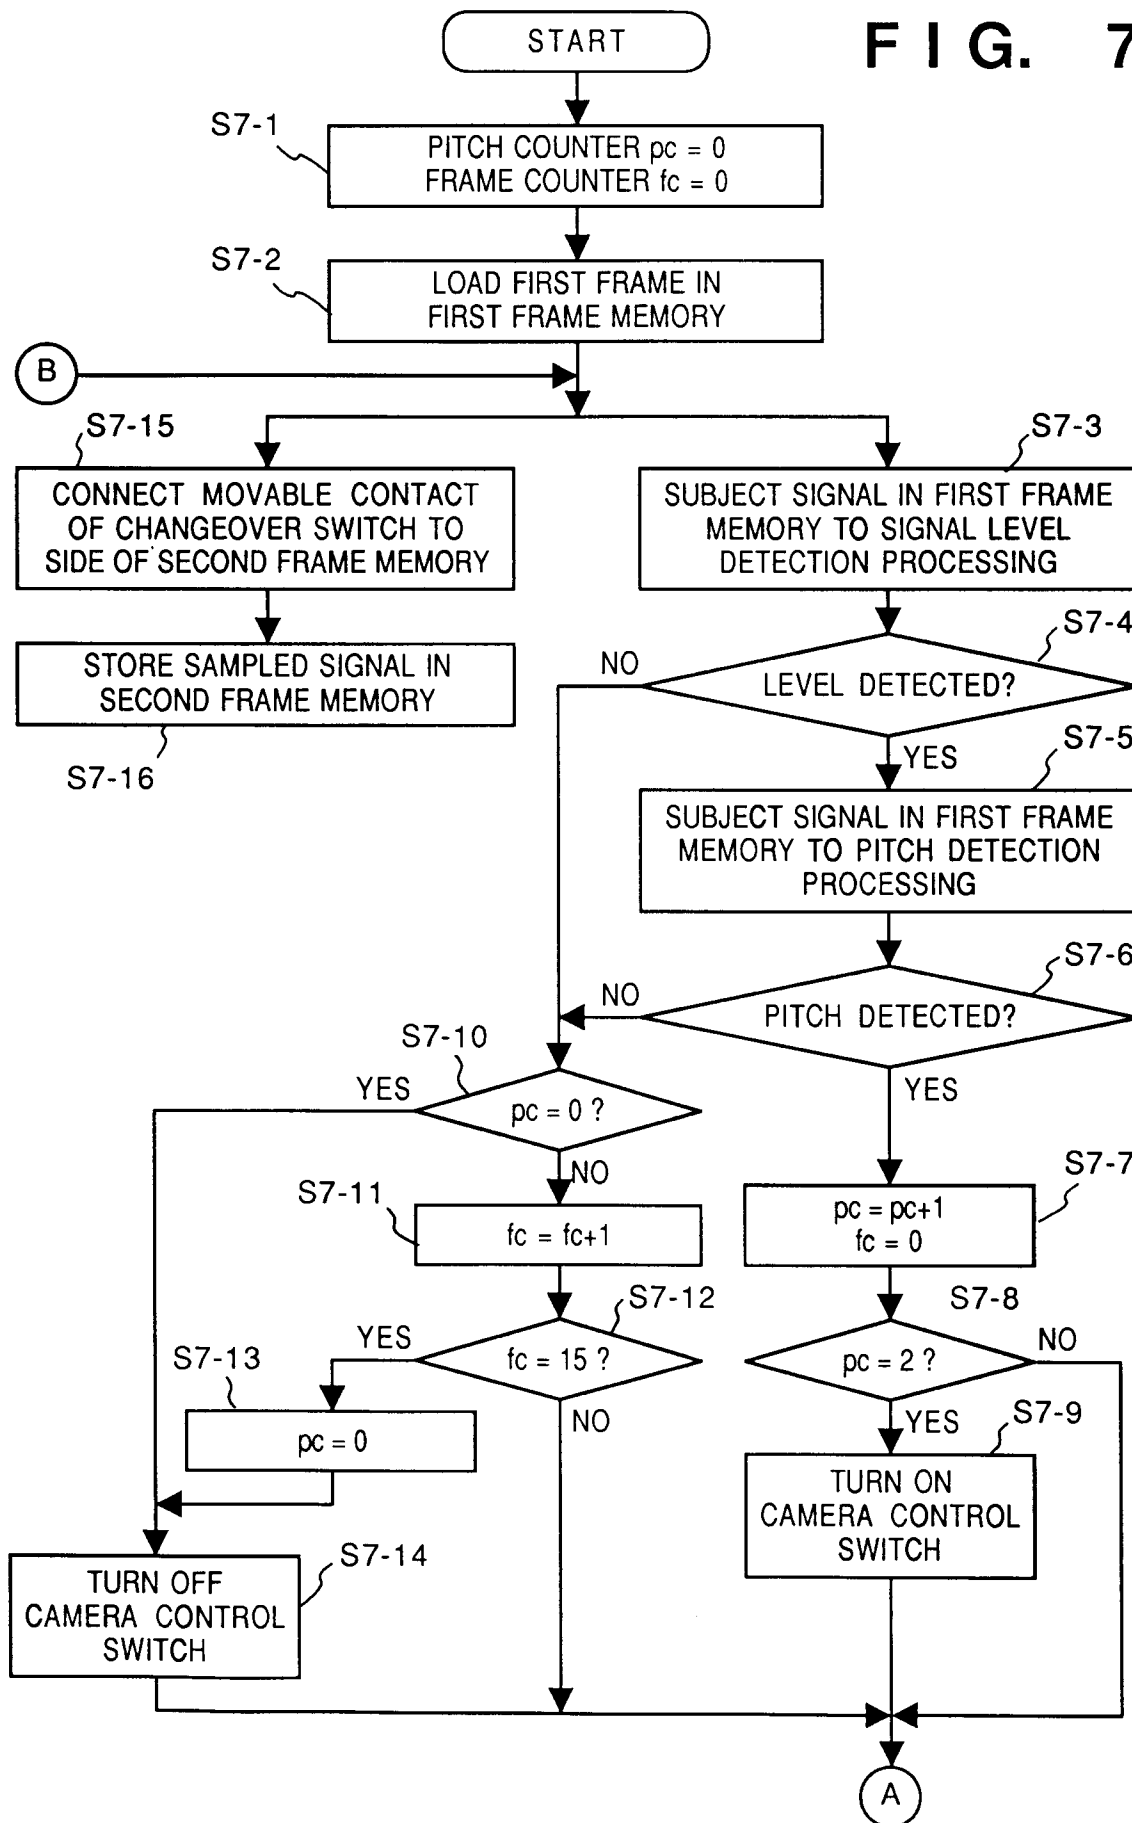 START
FIG. 7
S7-1
PITCH COUNTER pc = 0
FRAME COUNTER fc = 0
S7-2
LOAD FIRST FRAME IN
FIRST FRAME MEMORY
B
S7-15
CONNECT MOVABLE CONTACT
OF CHANGEOVER SWITCH TO
SIDE OF SECOND FRAME MEMORY
S7-3
SUBJECT SIGNAL IN FIRST FRAME
MEMORY TO SIGNAL LEVEL
DETECTION PROCESSING
STORE SAMPLED SIGNAL IN
SECOND FRAME MEMORY
S7-16
S7-4
NO
LEVEL DETECTED?
YES
S7-5
SUBJECT SIGNAL IN FIRST FRAME
MEMORY TO PITCH DETECTION
PROCESSING
S7-6
NO
PITCH DETECTED?
YES
S7-10
YES
pc = 0 ?
NO
S7-11
fc = fc+1
S7-7
pc = pc+1
fc = 0
S7-12
YES
fc = 15 ?
NO
S7-8
pc = 2 ?
NO
YES
S7-13
pc = 0
S7-9
TURN ON
CAMERA CONTROL
SWITCH
S7-14
TURN OFF
CAMERA CONTROL
SWITCH
A